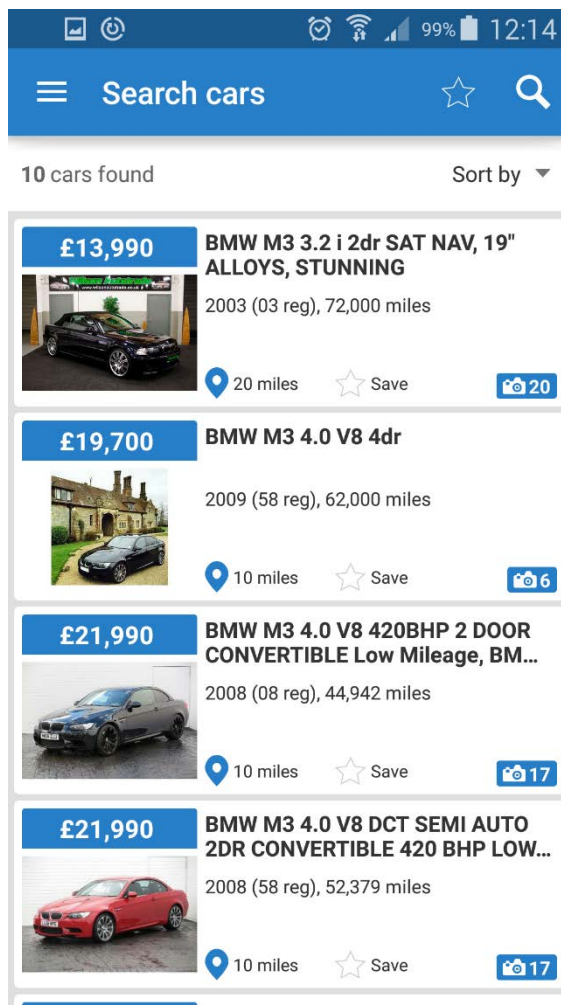 99% 12:14
Search cars
10 cars found
Sort by
£13,990
BMW M3 3.2 i 2dr SAT NAV, 19"
ALLOYS, STUNNING
2003 (03 reg), 72,000 miles
20 miles
Save
20
£19,700
BMW M3 4.0 V8 4dr
2009 (58 reg), 62,000 miles
10 miles
Save
6
£21,990
BMW M3 4.0 V8 420BHP 2 DOOR
CONVERTIBLE Low Mileage, BM...
2008 (08 reg), 44,942 miles
10 miles
Save
17
£21,990
BMW M3 4.0 V8 DCT SEMI AUTO
2DR CONVERTIBLE 420 BHP LOW...
2008 (58 reg), 52,379 miles
10 miles
Save
17